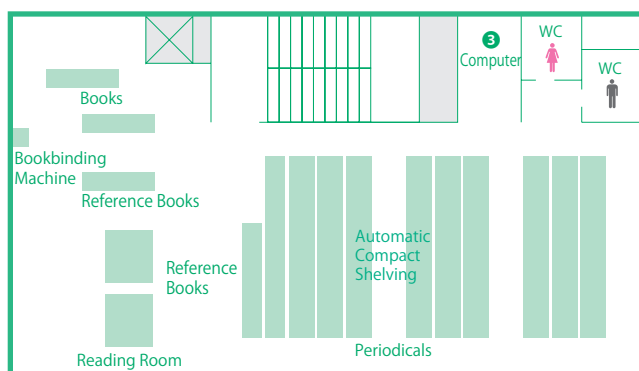 3
Computer
WC
WC
Books
Bookbinding
Machine
Reference Books
Reference
Books
Automatic
Compact
Shelving
Reading Room
Periodicals